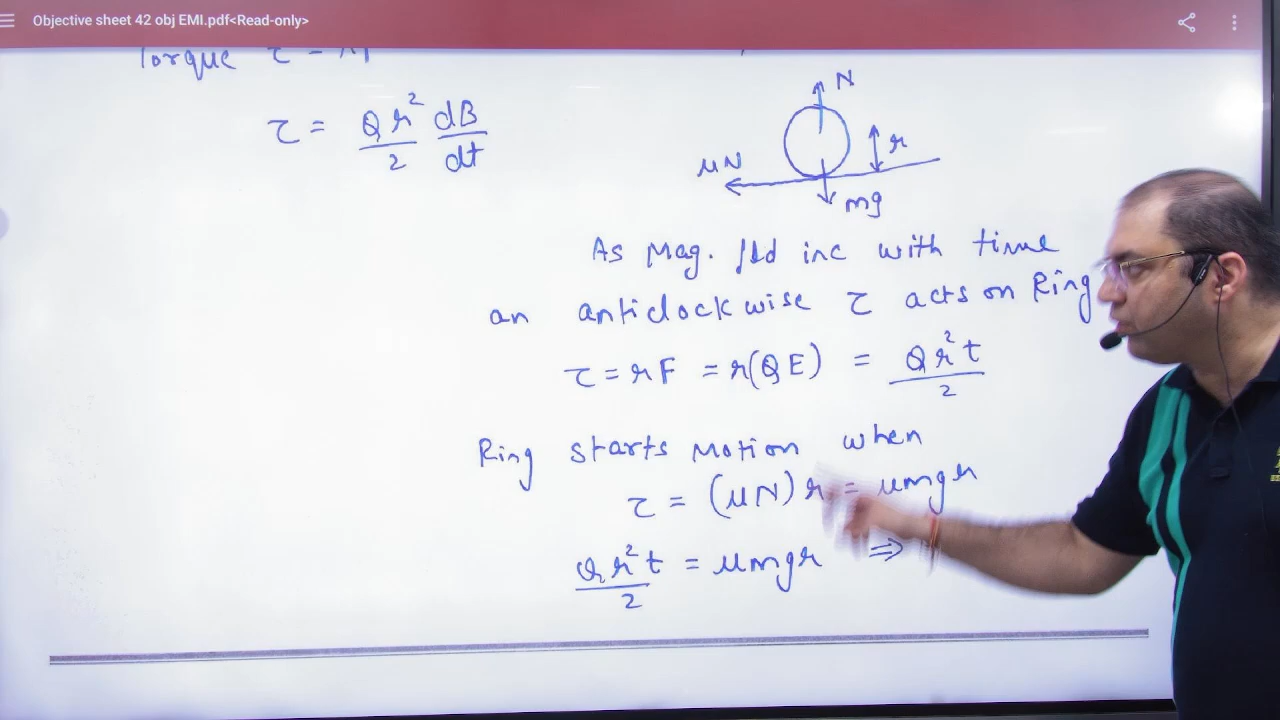 Objective sheet 42 obj EMI.pdf<Read-only>
Torque τ =
τ = Qr²/2 dB/dt
N
r
μN
mg
As Mag. fld inc with time
an anticlockwise τ acts on Ring
τ = rF = r(QE) = Qr²t/2
Ring starts Motion when
τ = (μN) r = μmgr
Qr²t/2 = μmgr ⇒